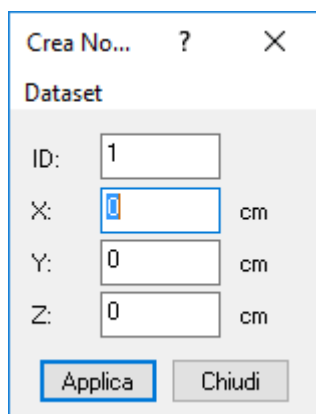 Crea No... ?
Dataset
ID: 1
X: 0 cm
Y: 0 cm
Z: 0 cm
Applica Chiudi